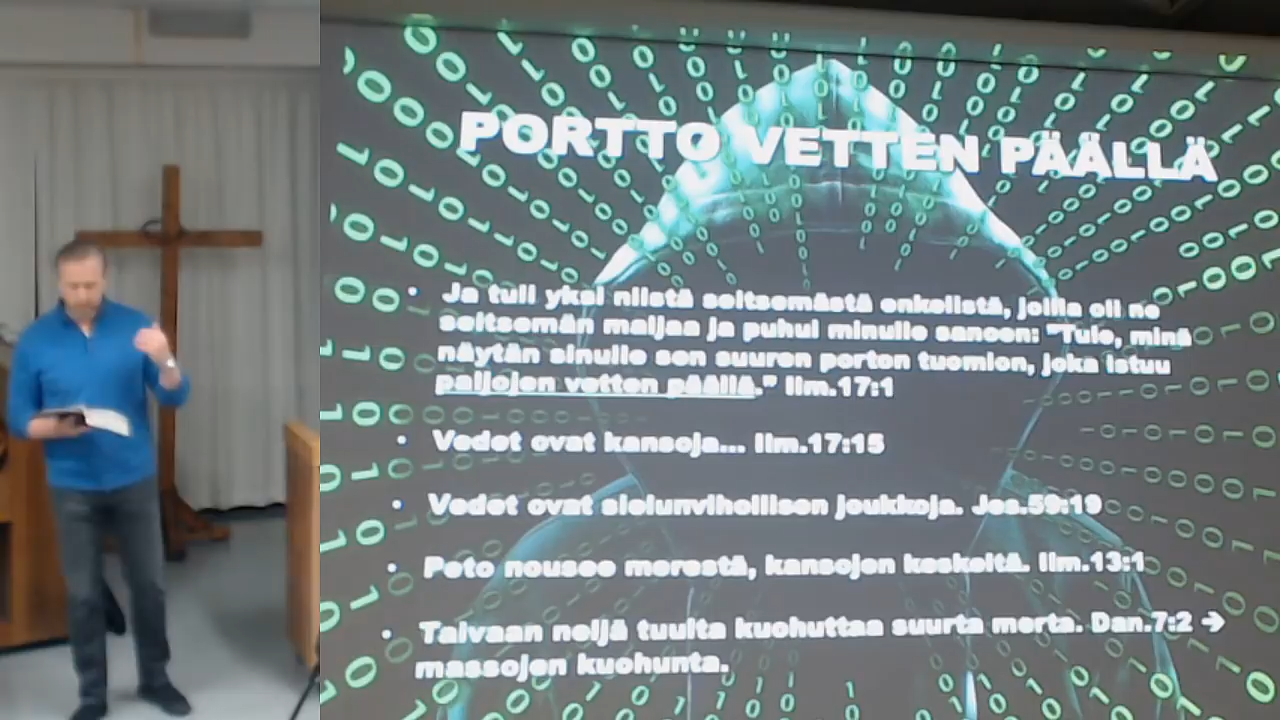 PORTTO VETTEN PÄÄLLÄ
• Ja tuli yksi niistä seitsemästä enkelistä, joilla oli ne
seitsemän maljaa ja puhui minulle sanoen: "Tule, minä
näytän sinulle sen suuren porton tuomion, joka istuu
paljojen vetten päällä." Ilm.17:1
• Vedet ovat kansoja... Ilm.17:15
• Vedet ovat sielunvihollisen joukkoja. Jes.59:19
• Peto nousee merestä, kansojen keskeltä. Ilm.13:1
• Taivaan neljä tuulta kuohuttaa suurta merta. Dan.7:2 →
massojen kuohunta.